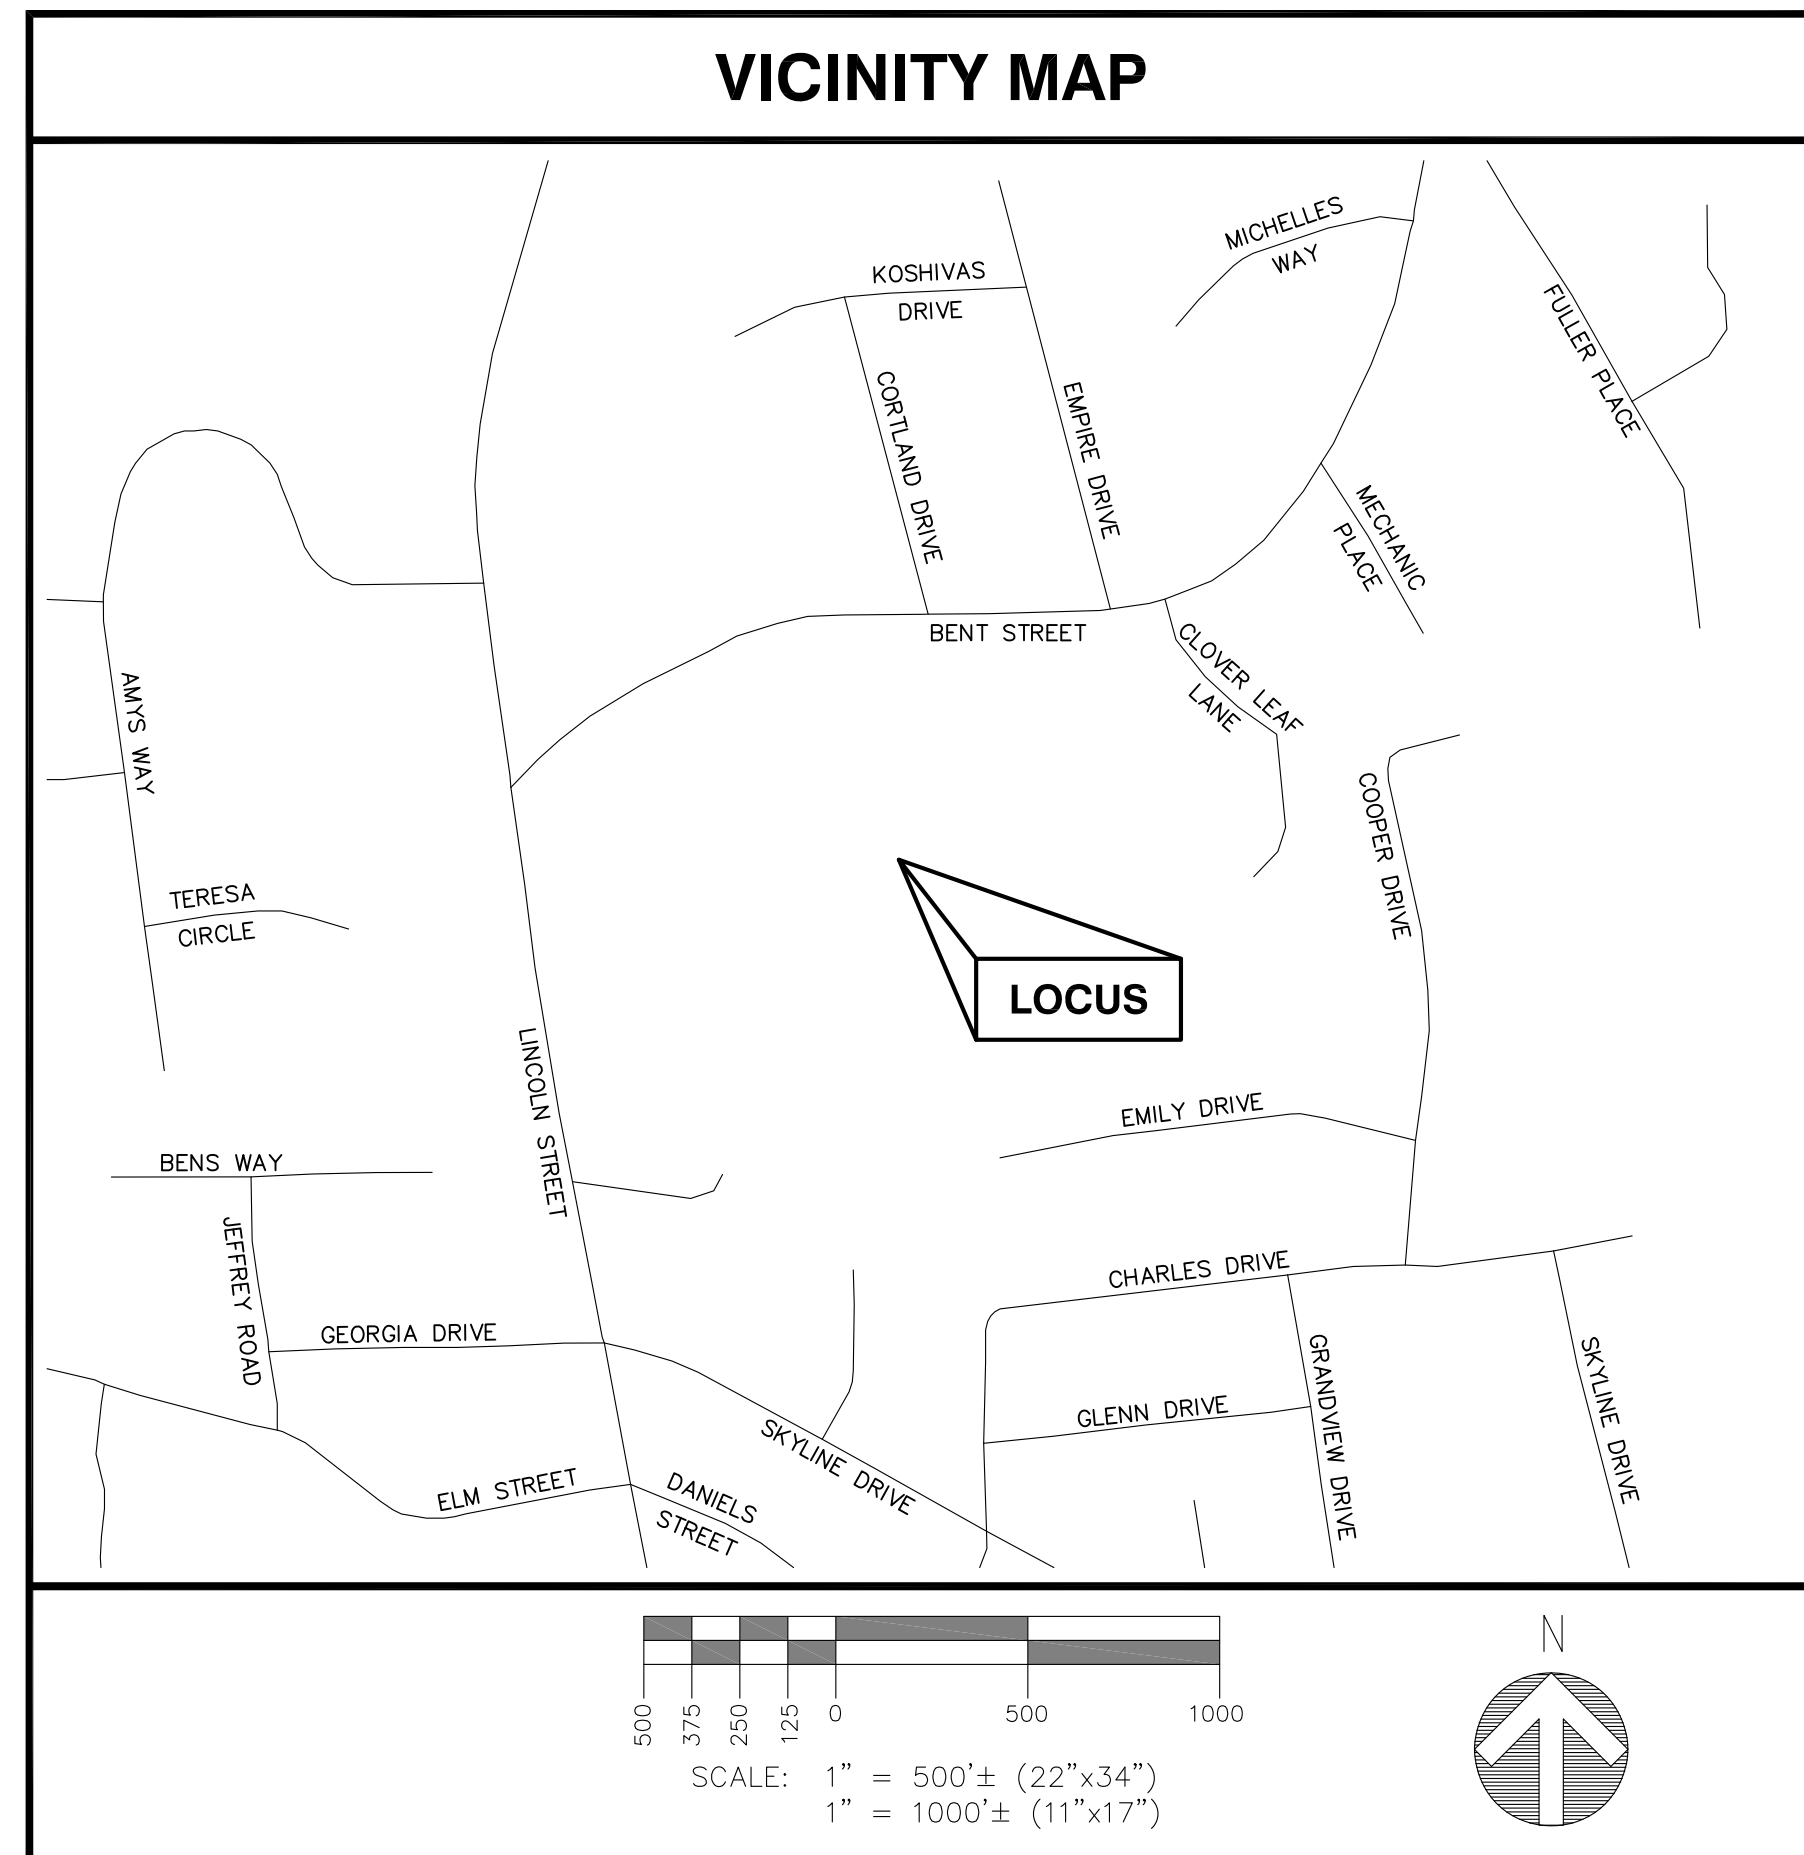 VICINITY MAP
MICHELLES
WAY
KOSHIVAS
DRIVE
FULLER PLACE
CORTLAND DRIVE
EMPIRE DRIVE
MECHANIC
PLACE
BENT STREET
CLOVER LEAF
LANE
AMYS WAY
COOPER DRIVE
TERESA
CIRCLE
LOCUS
LINCOLN STREET
EMILY DRIVE
BENS WAY
JEFFREY ROAD
CHARLES DRIVE
GEORGIA DRIVE
GRANDVIEW DRIVE
SKYLINE DRIVE
GLENN DRIVE
SKYLINE DRIVE
ELM STREET
DANIELS
STREET
500 375 250 125 0 500 1000
N
SCALE: 1" = 500'± (22"x34")
1" = 1000'± (11"x17")